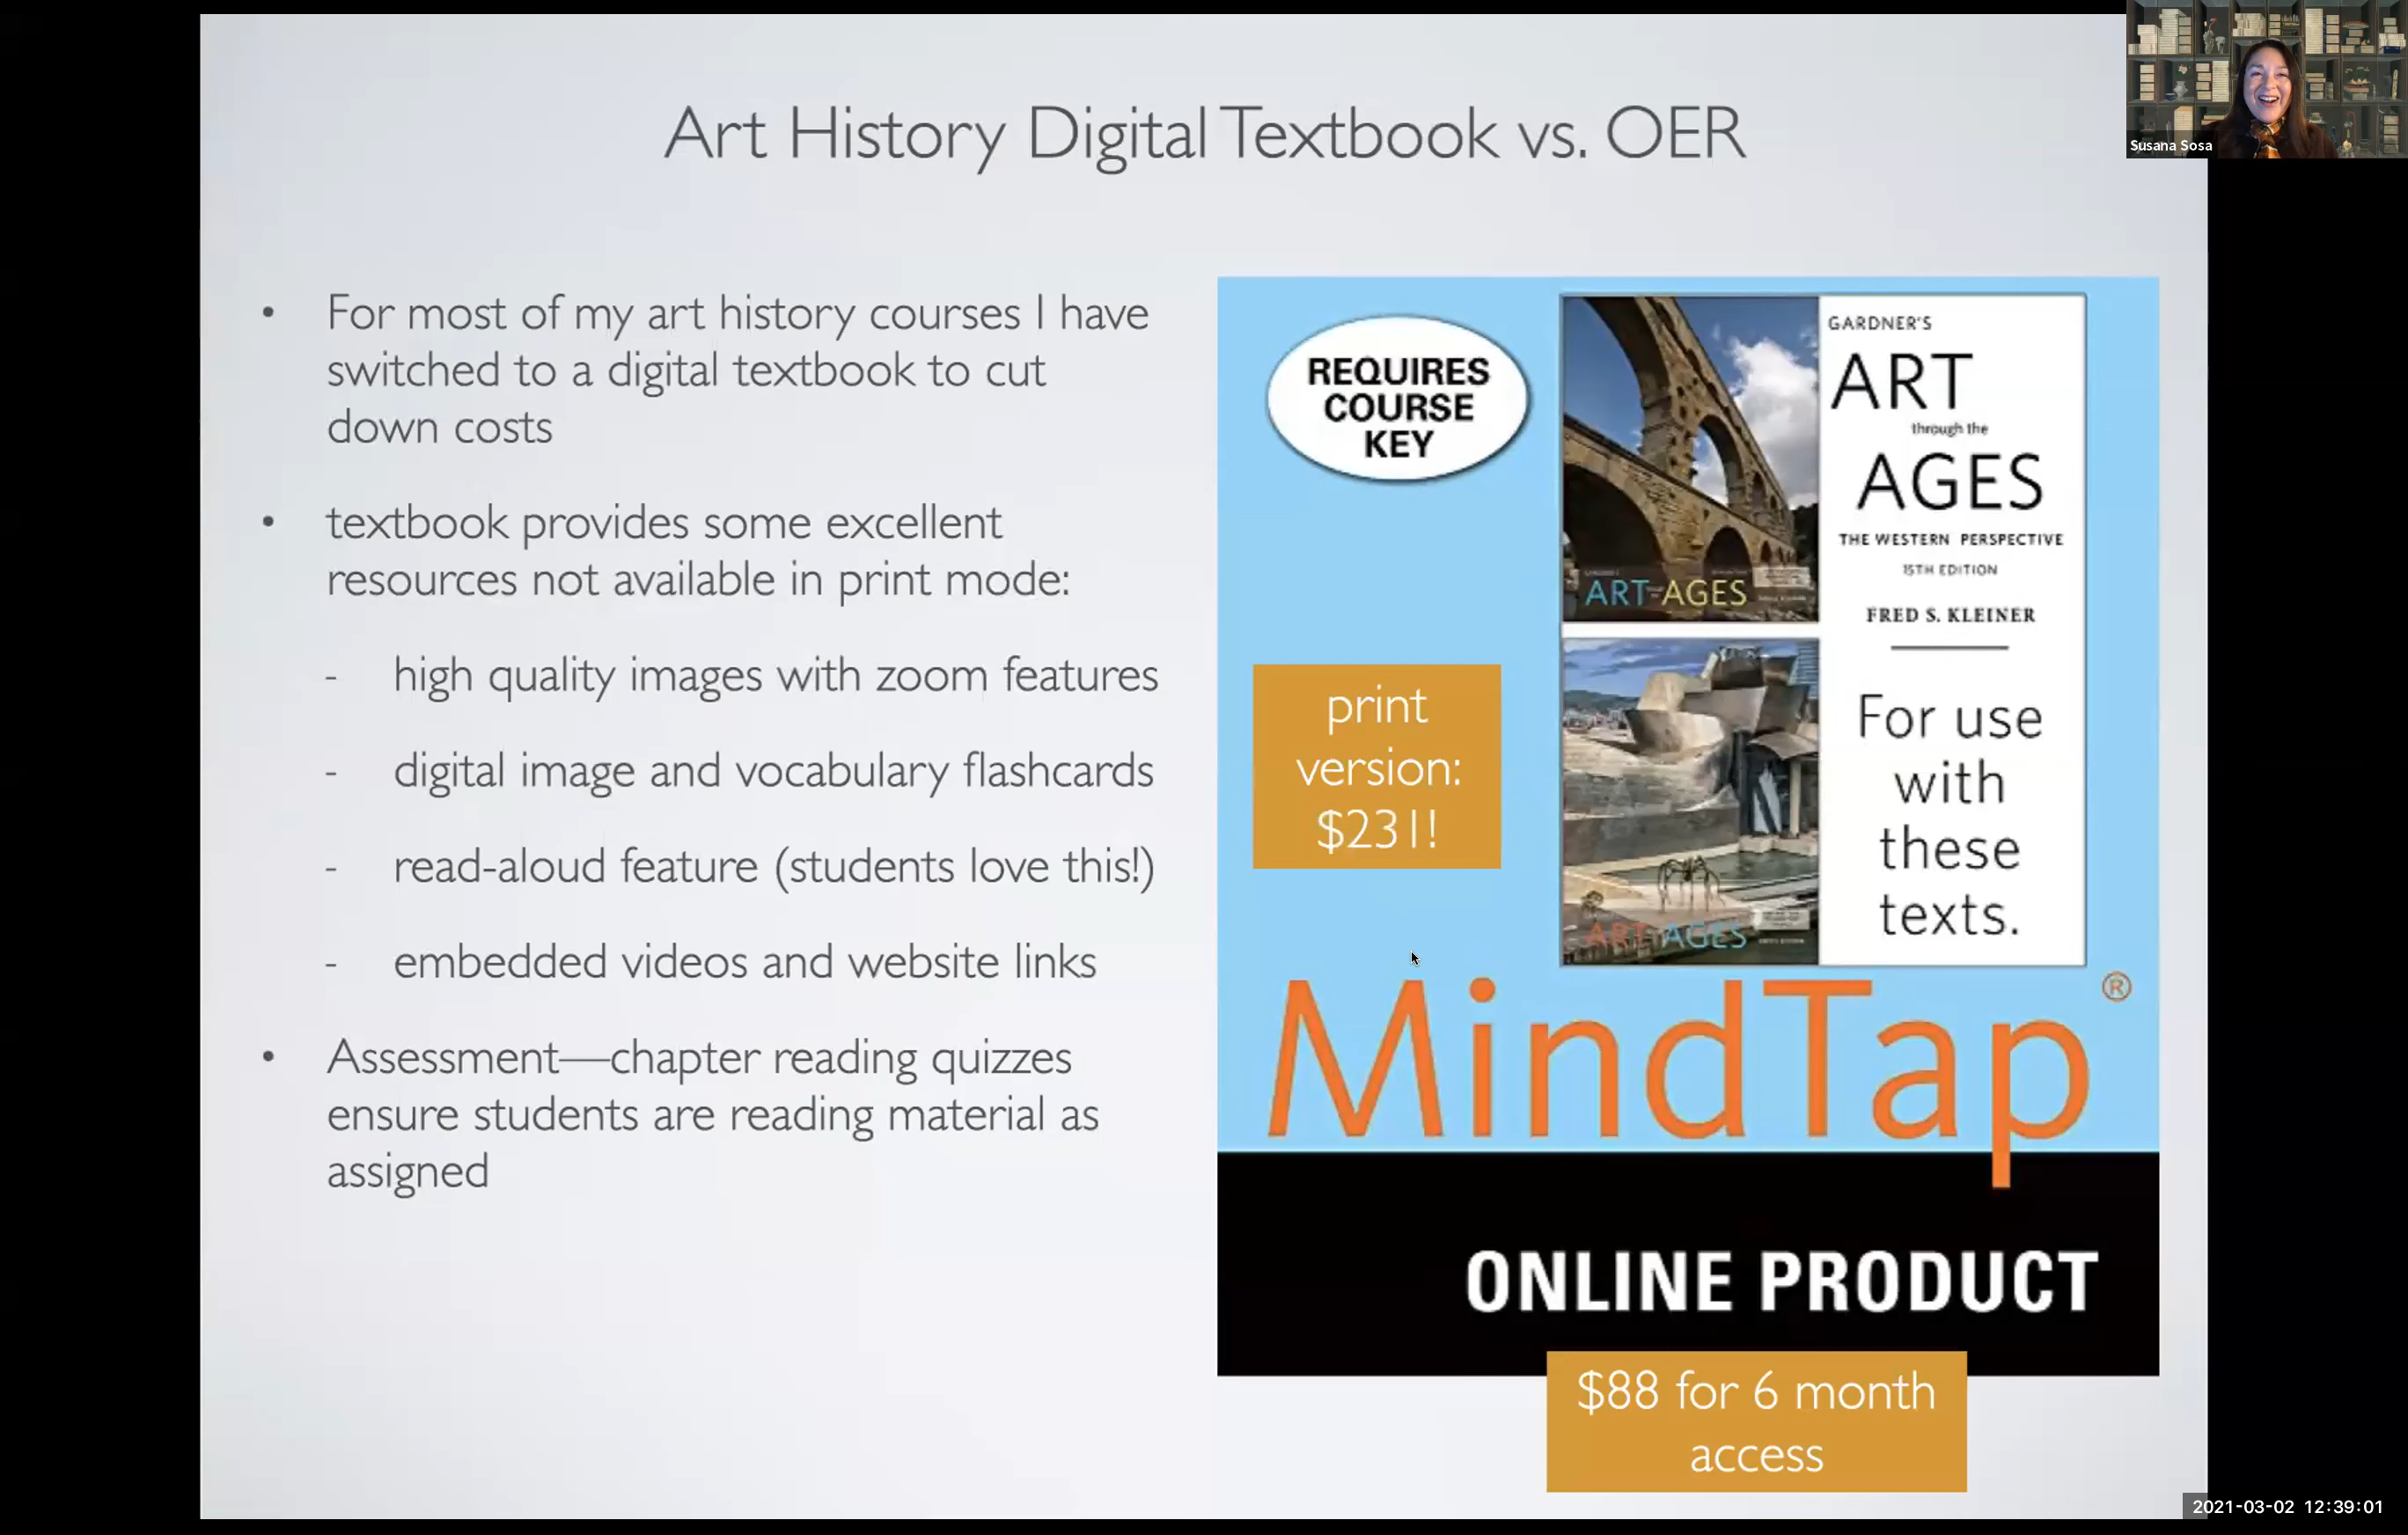 Art History Digital Textbook vs. OER
Susana Sosa
• For most of my art history courses I have
switched to a digital textbook to cut
down costs
• textbook provides some excellent
resources not available in print mode:
- high quality images with zoom features
- digital image and vocabulary flashcards
- read-aloud feature (students love this!)
- embedded videos and website links
• Assessment—chapter reading quizzes
ensure students are reading material as
assigned
REQUIRES
COURSE
KEY
ART AGES
GARDNER'S
ART
through the
AGES
THE WESTERN PERSPECTIVE
15TH EDITION
FRED S. KLEINER
For use
with
these
texts.
print
version:
$231!
ART AGES
MindTap®
ONLINE PRODUCT
$88 for 6 month
access
2021-03-02 12:39:01